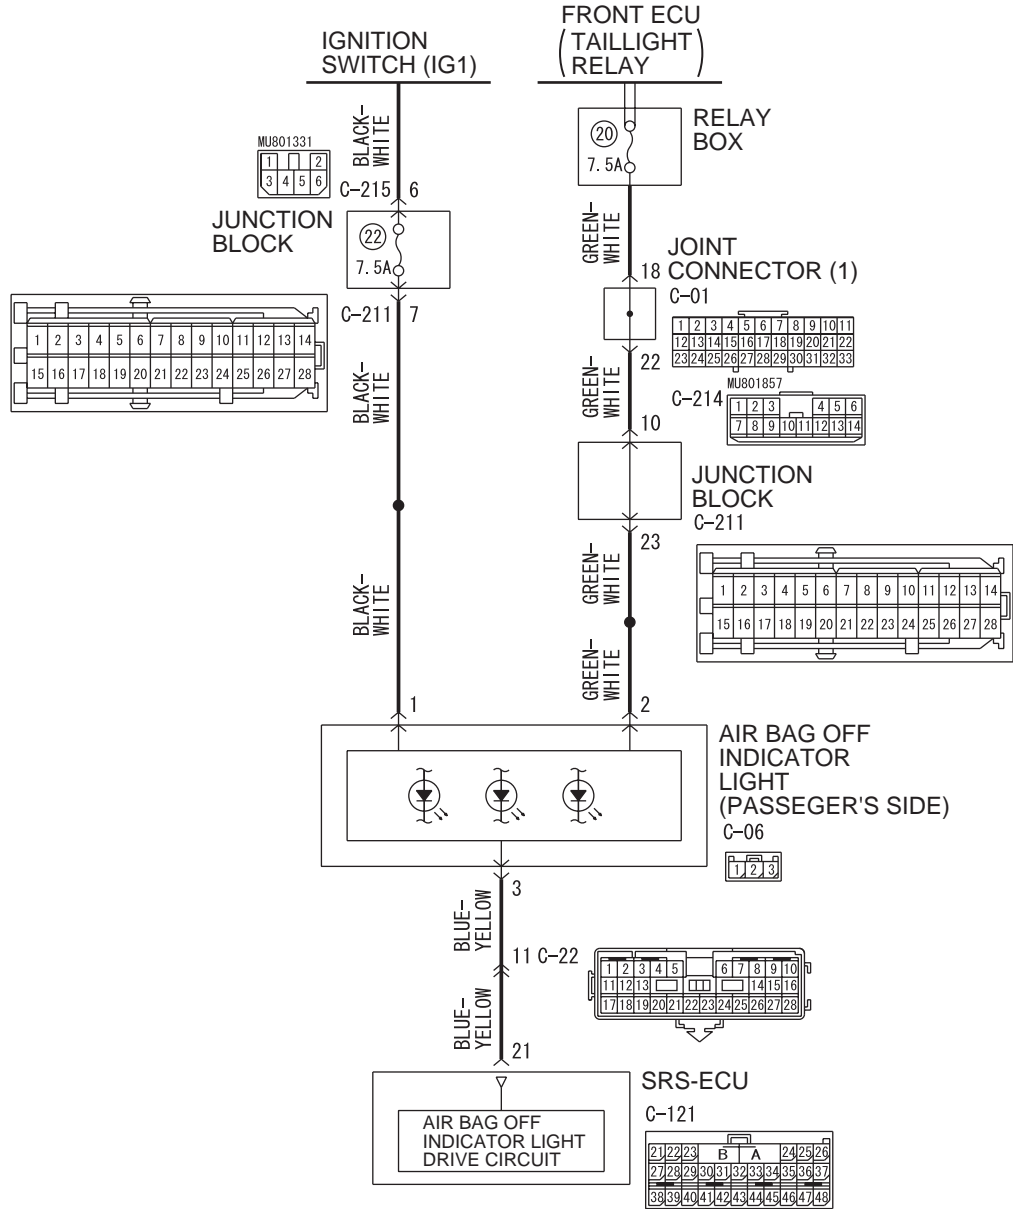 IGNITION
SWITCH (IG1)
FRONT ECU
(TAILLIGHT
RELAY)
BLACK-
WHITE
MU801331
1 2
3 4 5 6
C-215 6
JUNCTION
BLOCK
22
7.5A
C-211 7
1 2 3 4 5 6 7 8 9 10 11 12 13 14
15 16 17 18 19 20 21 22 23 24 25 26 27 28
BLACK-
WHITE
BLACK-
WHITE
1
RELAY
BOX
20
7.5A
GREEN-
WHITE
18
JOINT
CONNECTOR (1)
C-01
1 2 3 4 5 6 7 8 9 10 11
12 13 14 15 16 17 18 19 20 21 22
23 24 25 26 27 28 29 30 31 32 33
22
GREEN-
WHITE
C-214
MU801857
1 2 3 4 5 6
7 8 9 10 11 12 13 14
10
JUNCTION
BLOCK
C-211
23
1 2 3 4 5 6 7 8 9 10 11 12 13 14
15 16 17 18 19 20 21 22 23 24 25 26 27 28
GREEN-
WHITE
GREEN-
WHITE
2
AIR BAG OFF
INDICATOR
LIGHT
(PASSEGER'S SIDE)
C-06
1 2 3
3
BLUE-
YELLOW
11 C-22
1 2 3 4 5 6 7 8 9 10
11 12 13 14 15 16
17 18 19 20 21 22 23 24 25 26 27 28
BLUE-
YELLOW
21
SRS-ECU
C-121
AIR BAG OFF
INDICATOR LIGHT
DRIVE CIRCUIT
21 22 23 B A 24 25 26
27 28 29 30 31 32 33 34 35 36 37
38 39 40 41 42 43 44 45 46 47 48